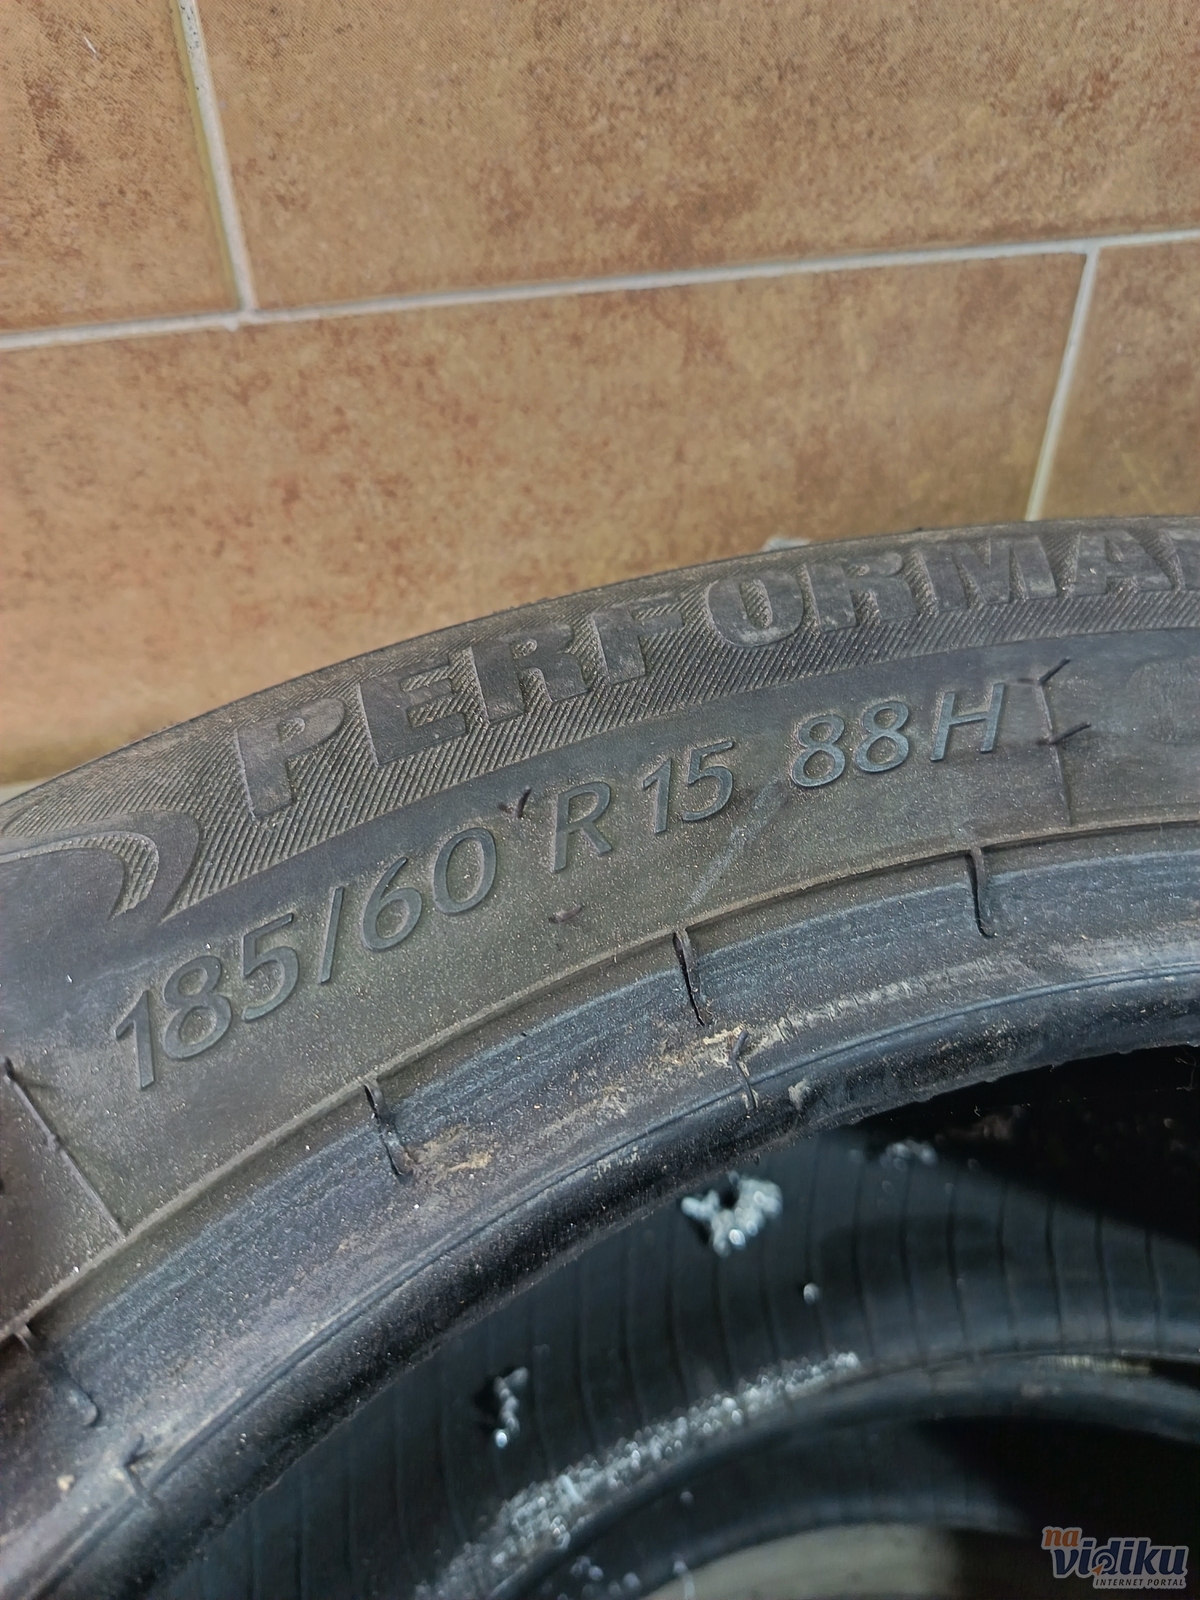 PERFORMA
185/60 R 15 88H
na
vidiku
INTERNET PORTAL